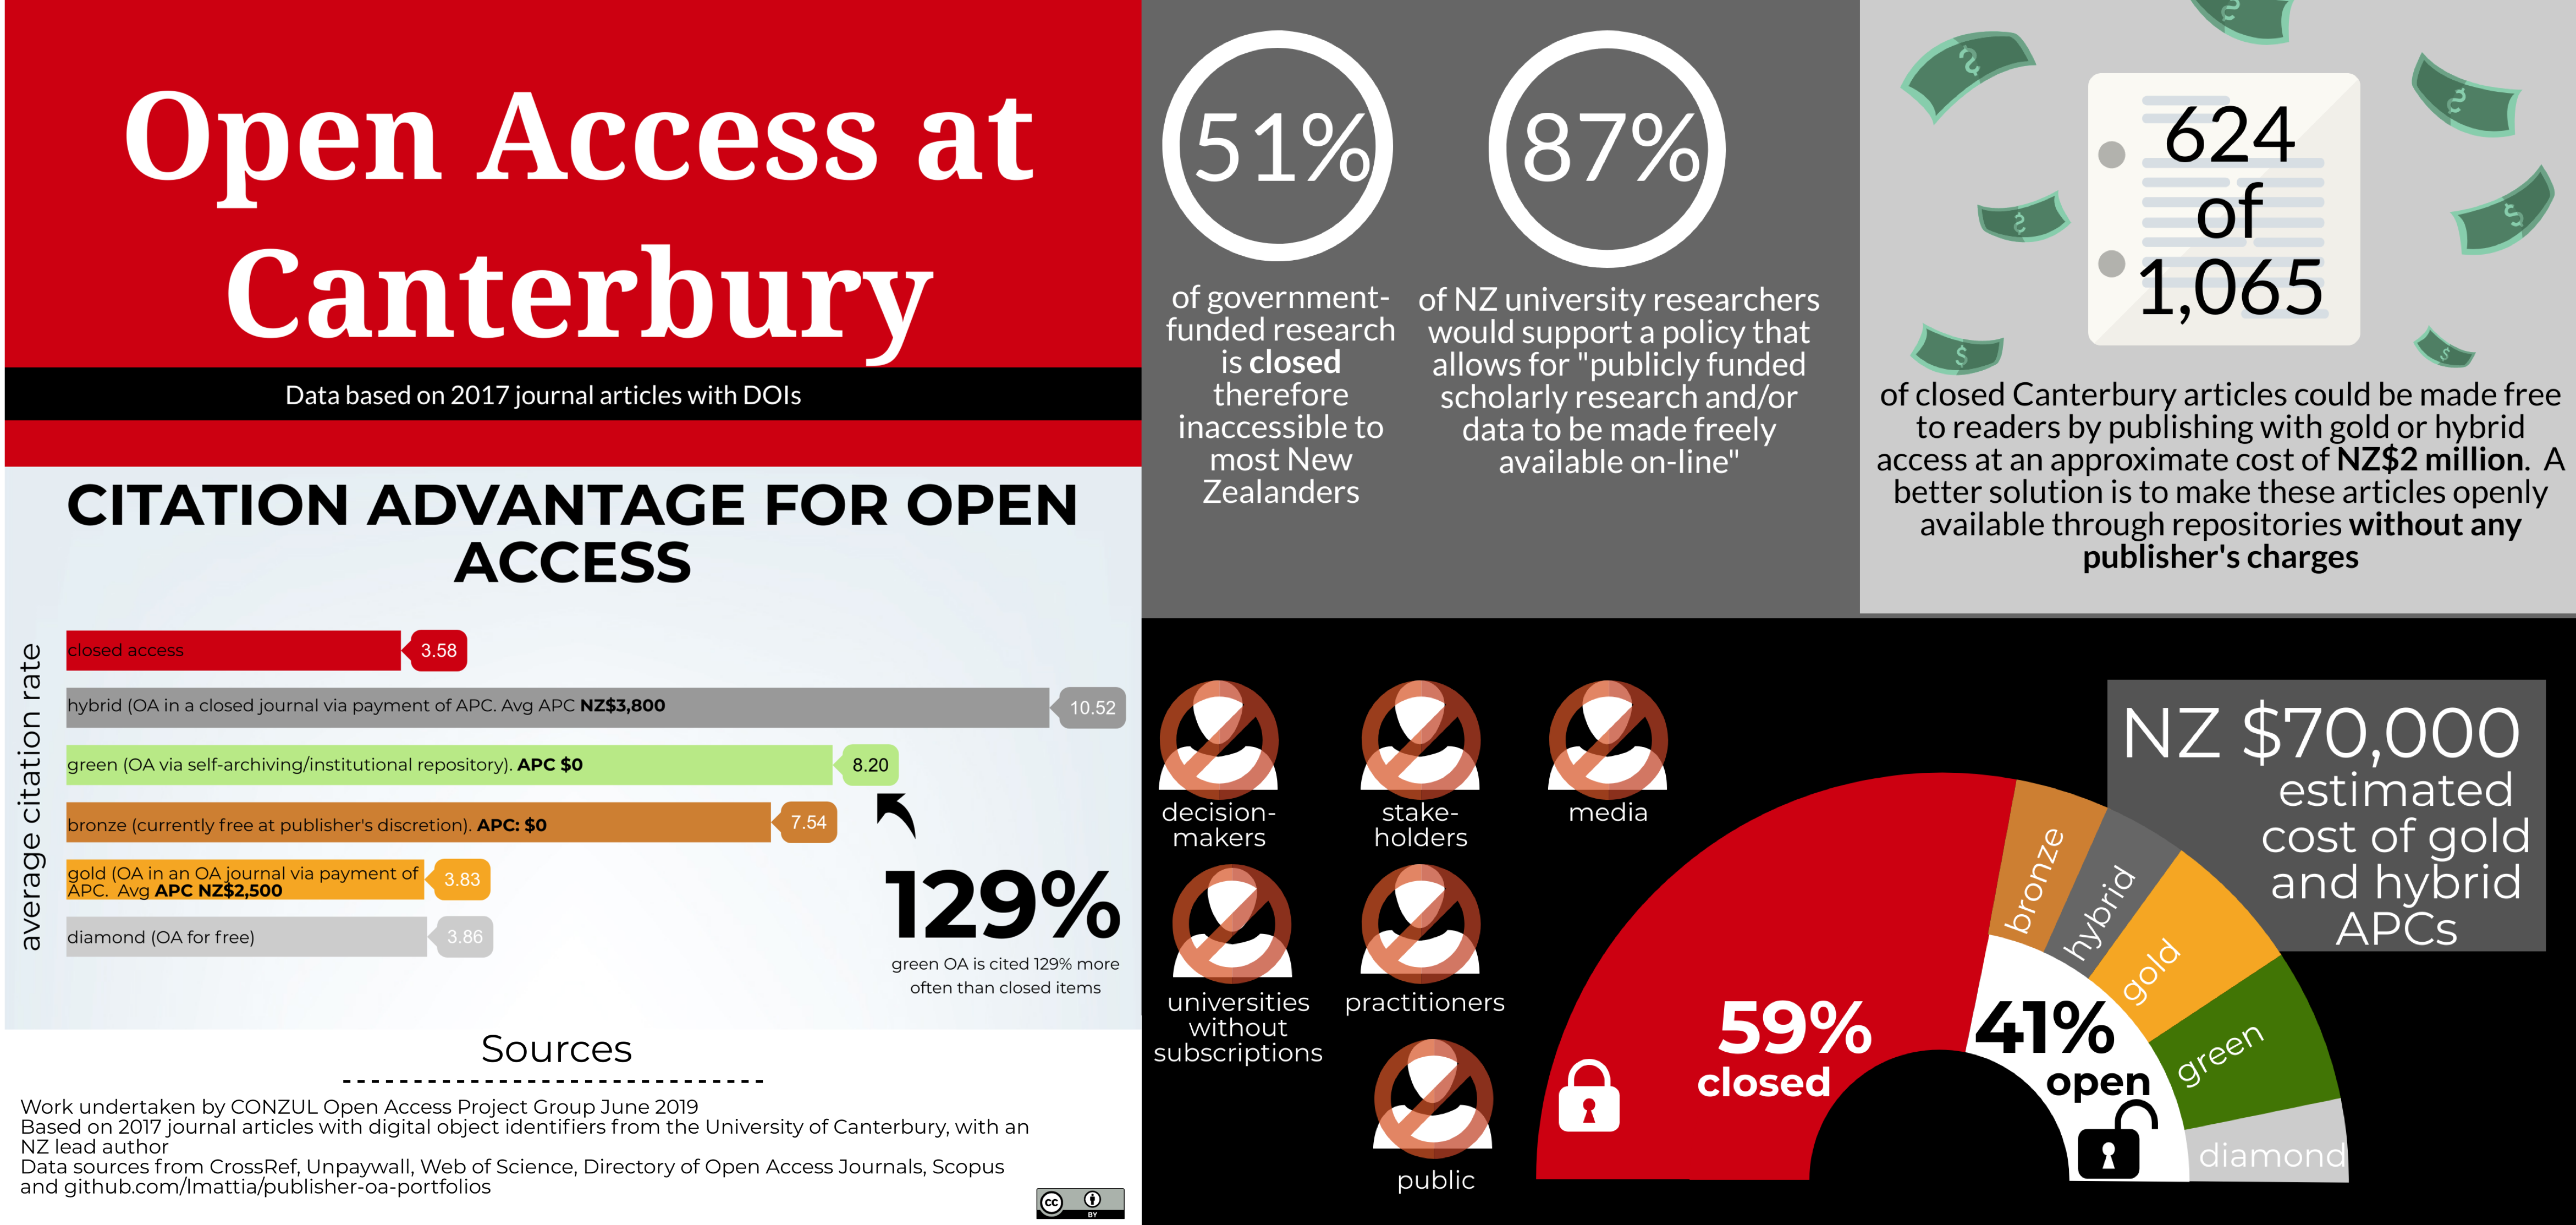 Open Access at
Canterbury
Data based on 2017 journal articles with DOIs
CITATION ADVANTAGE FOR OPEN
ACCESS
average citation rate
closed access
3.58
hybrid (OA in a closed journal via payment of APC. Avg APC NZ$3,800
10.52
green (OA via self-archiving/institutional repository). APC $0
8.20
bronze (currently free at publisher's discretion). APC: $0
7.54
gold (OA in an OA journal via payment of
APC.  Avg APC NZ$2,500
3.83
diamond (OA for free)
3.86
129%
green OA is cited 129% more
often than closed items
Sources
Work undertaken by CONZUL Open Access Project Group June 2019
Based on 2017 journal articles with digital object identifiers from the University of Canterbury, with an
NZ lead author
Data sources from CrossRef, Unpaywall, Web of Science, Directory of Open Access Journals, Scopus
and github.com/lmattia/publisher-oa-portfolios
cc
BY
51%
of government-
funded research
is closed
therefore
inaccessible to
most New
Zealanders
87%
of NZ university researchers
would support a policy that
allows for "publicly funded
scholarly research and/or
data to be made freely
available on-line"
$
$
$
$
$
$
$
624
of
1,065
of closed Canterbury articles could be made free
to readers by publishing with gold or hybrid
access at an approximate cost of NZ$2 million.  A
better solution is to make these articles openly
available through repositories without any
publisher's charges
decision-
makers
stake-
holders
media
universities
without
subscriptions
practitioners
public
59%
closed
41%
open
bronze
hybrid
gold
green
diamond
NZ $70,000
estimated
cost of gold
and hybrid
APCs